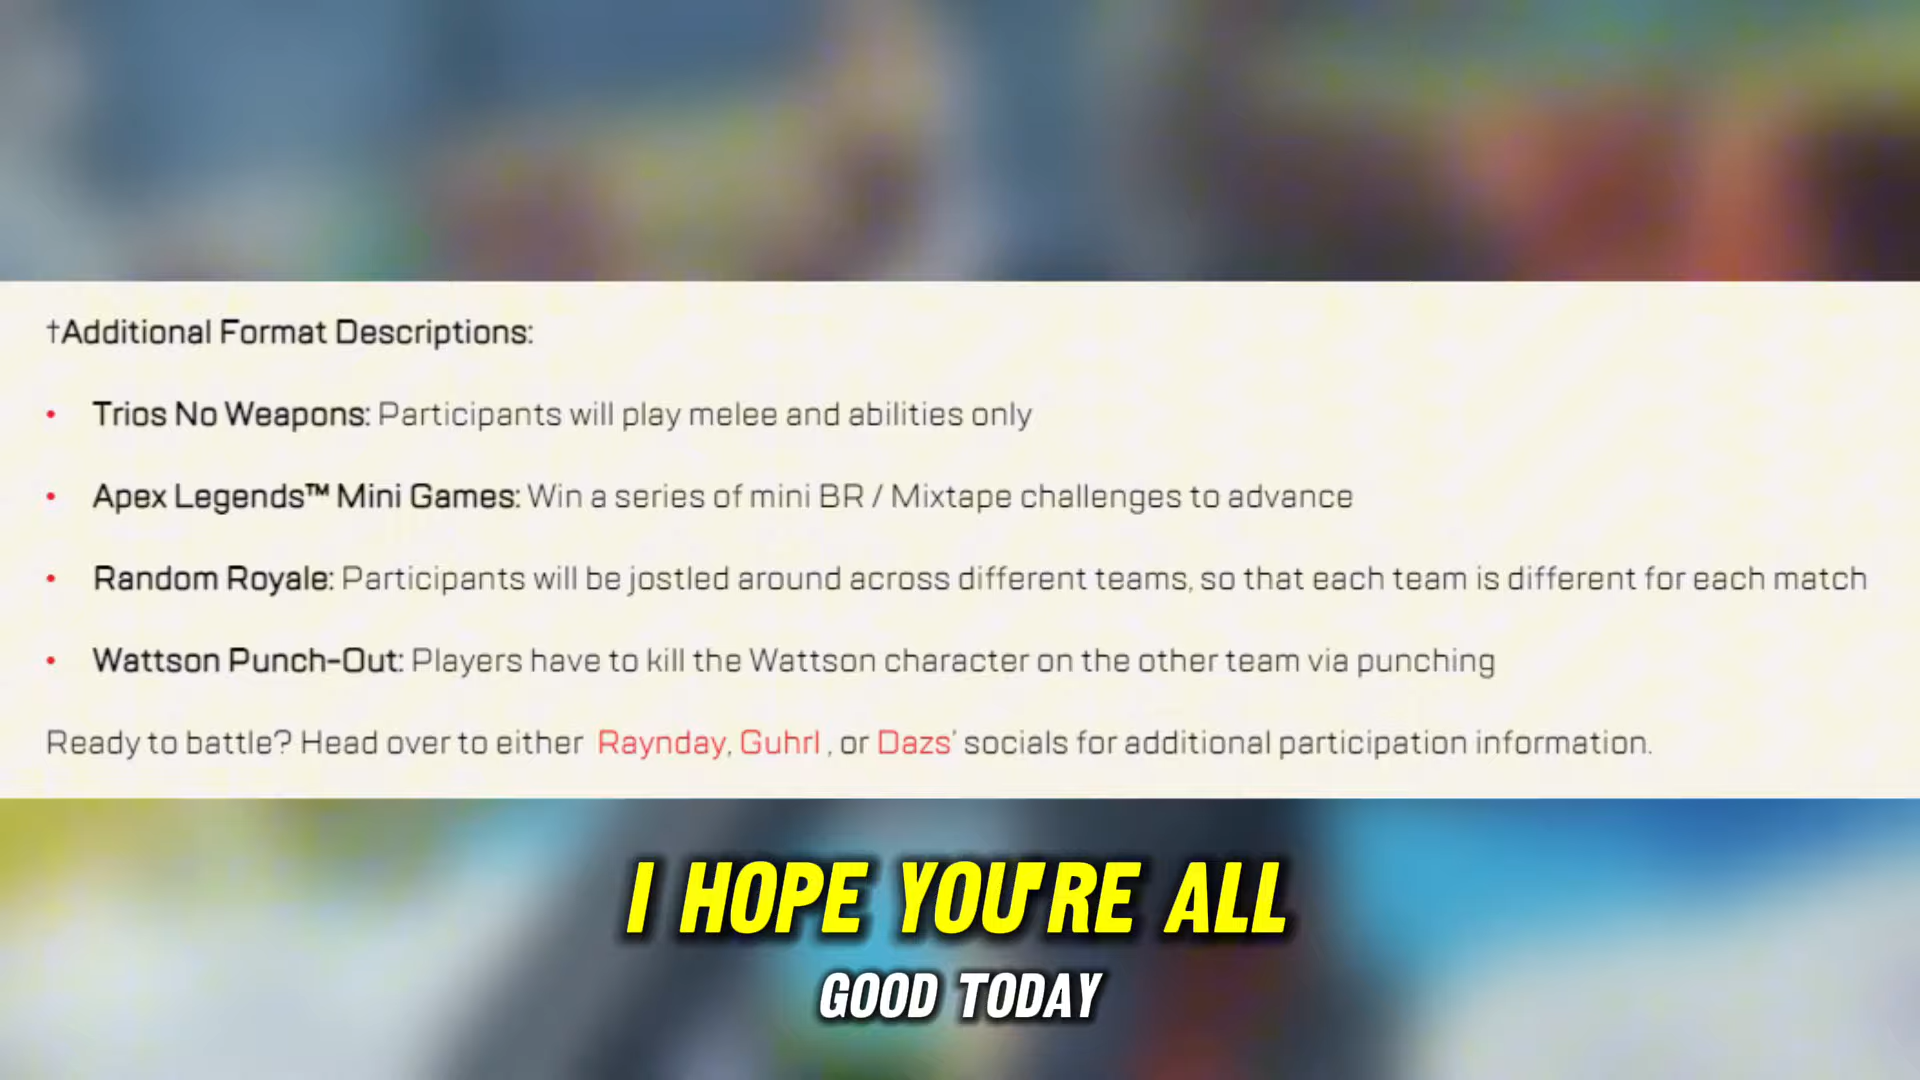 †Additional Format Descriptions:
• Trios No Weapons: Participants will play melee and abilities only
• Apex Legends™ Mini Games: Win a series of mini BR / Mixtape challenges to advance
• Random Royale: Participants will be jostled around across different teams, so that each team is different for each match
• Wattson Punch-Out: Players have to kill the Wattson character on the other team via punching
Ready to battle? Head over to either Raynday, Guhrl , or Dazs' socials for additional participation information.
I HOPE YOU'RE ALL
GOOD TODAY